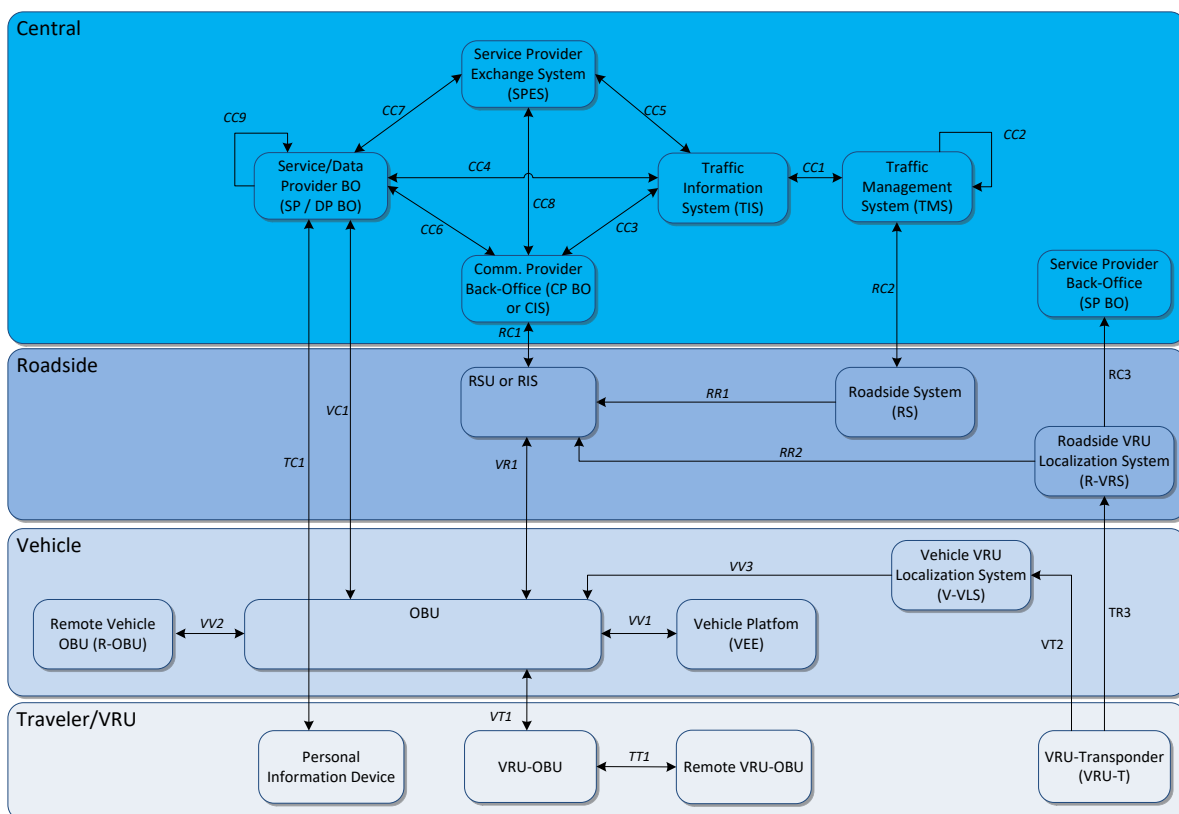 Central
Service Provider
Exchange System
(SPES)
CC9
CC7
CC5
CC2
Service/Data
Provider BO
(SP / DP BO)
CC4
Traffic
Information
System (TIS)
CC1
Traffic
Management
System (TMS)
CC8
CC6
CC3
Comm. Provider
Back-Office (CP BO
or CIS)
RC2
Service Provider
Back-Office
(SP BO)
RC1
Roadside
RSU or RIS
RR1
Roadside System
(RS)
RC3
VC1
TC1
VR1
RR2
Roadside VRU
Localization System
(R-VRS)
Vehicle
Vehicle VRU
Localization System
(V-VLS)
VV3
OBU
Remote Vehicle
OBU (R-OBU)
VV2
VV1
Vehicle Platfom
(VEE)
TR3
VT2
Traveler/VRU
VT1
Personal
Information Device
VRU-OBU
TT1
Remote VRU-OBU
VRU-Transponder
(VRU-T)